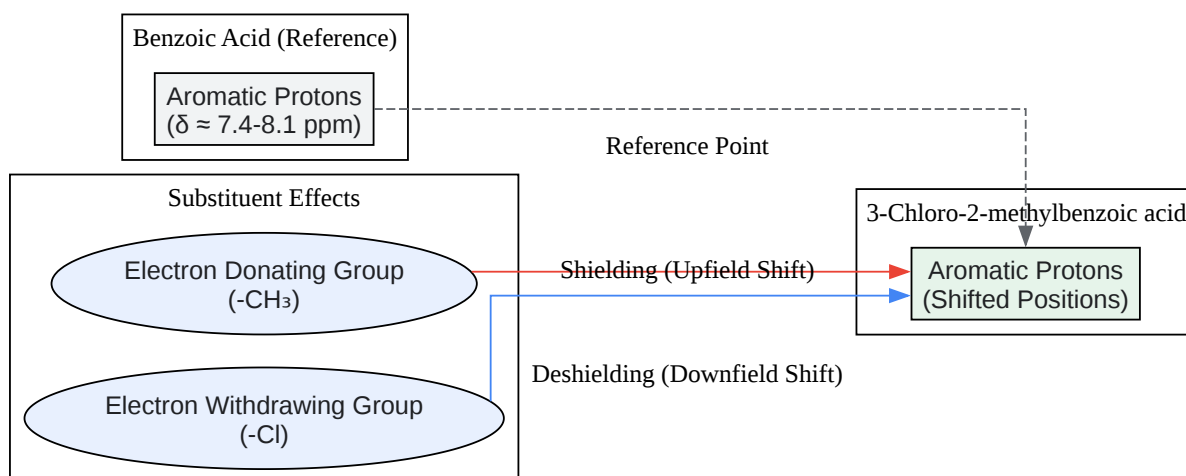 Benzoic Acid (Reference)
Aromatic Protons
(δ ≈ 7.4-8.1 ppm)
Reference Point
Substituent Effects
3-Chloro-2-methylbenzoic acid
Electron Donating Group
(-CH₃)
Shielding (Upfield Shift)
Aromatic Protons
(Shifted Positions)
Deshielding (Downfield Shift)
Electron Withdrawing Group
(-Cl)